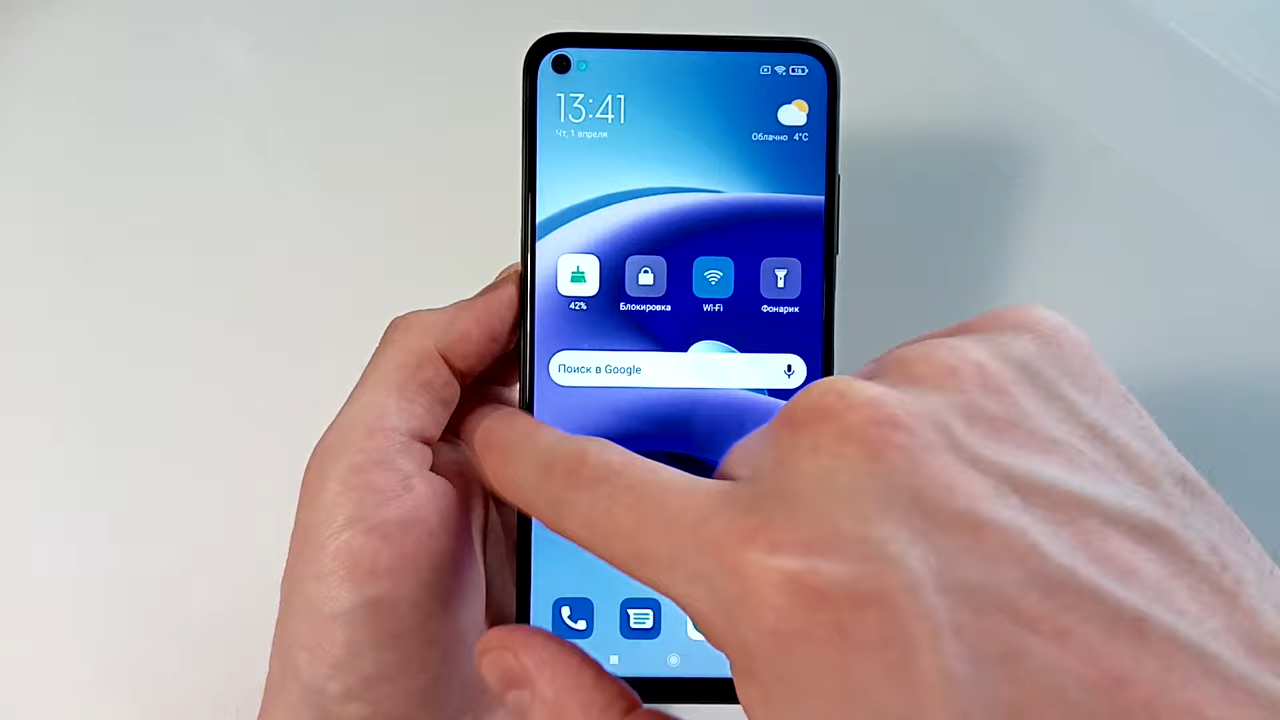 13:41
Чт, 1 апреля
Облачно 4°C
42%
Блокировка
Wi-Fi
Фонарик
Поиск в Google